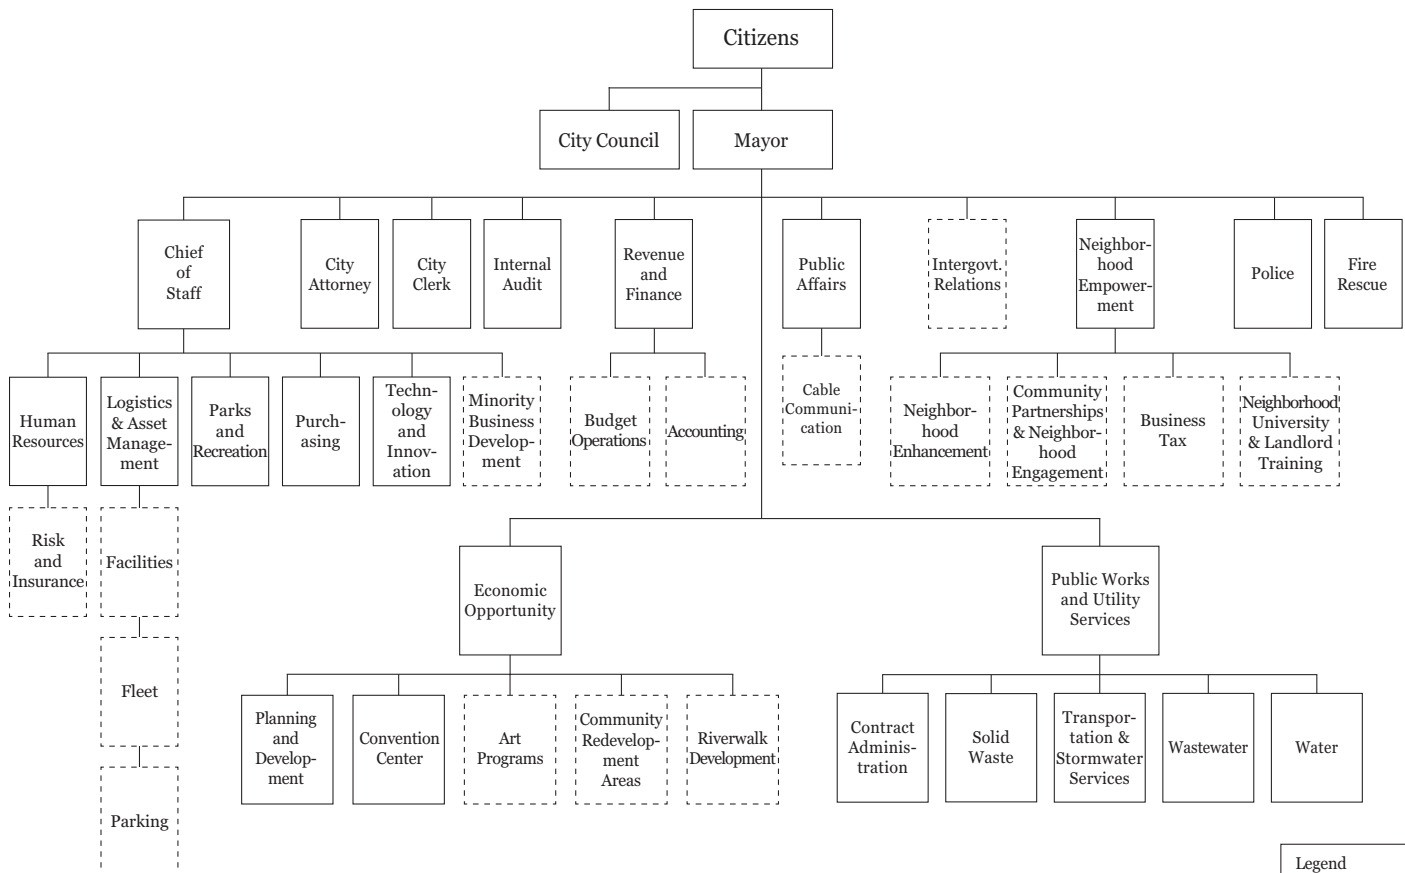 Citizens
City Council
Mayor
Chief
of
Staff
City
Attorney
City
Clerk
Internal
Audit
Revenue
and
Finance
Public
Affairs
Intergovt.
Relations
Neighbor-
hood
Empower-
ment
Police
Fire
Rescue
Human
Resources
Logistics
& Asset
Manage-
ment
Parks
and
Recreation
Purch-
asing
Techn-
ology
and
Innov-
ation
Minority
Business
Develop-
ment
Budget
Operations
Accounting
Cable
Communi-
cation
Neighbor-
hood
Enhancement
Community
Partnerships
& Neighbor-
hood
Engagement
Business
Tax
Neighborhood
University
& Landlord
Training
Risk
and
Insurance
Facilities
Fleet
Parking
Economic
Opportunity
Public Works
and Utility
Services
Planning
and
Develop-
ment
Convention
Center
Art
Programs
Community
Redevelop-
ment
Areas
Riverwalk
Development
Contract
Adminis-
tration
Solid
Waste
Transpor-
tation &
Stormwater
Services
Wastewater
Water
Legend